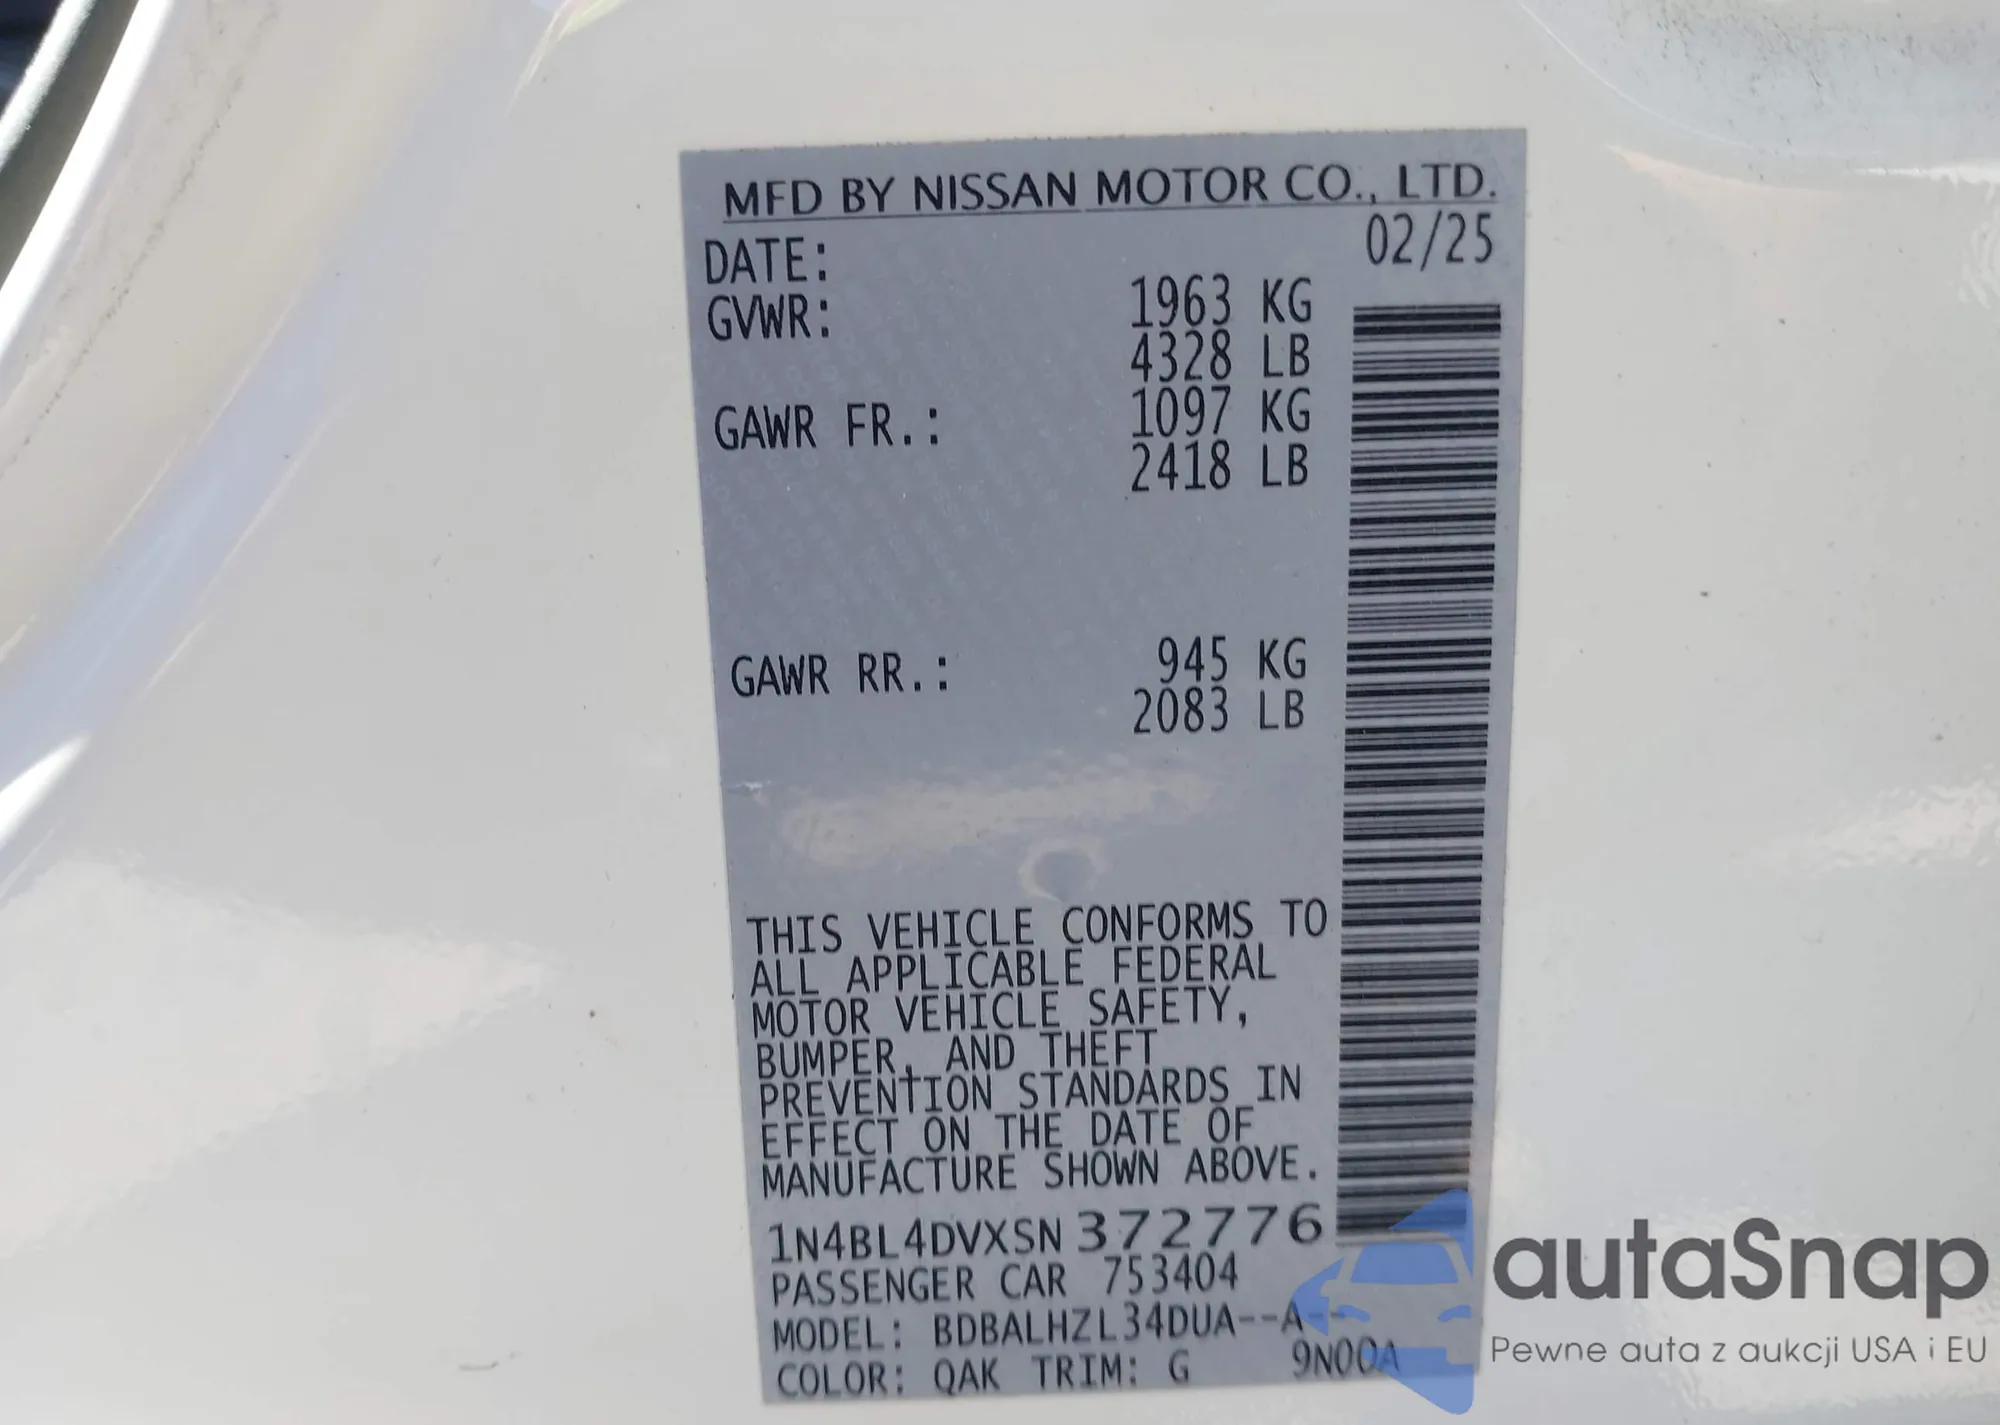 MFD BY NISSAN MOTOR CO., LTD.
DATE: 02/25
GVWR: 1963 KG
4328 LB
GAWR FR.: 1097 KG
2418 LB
GAWR RR.: 945 KG
2083 LB
THIS VEHICLE CONFORMS TO
ALL APPLICABLE FEDERAL
MOTOR VEHICLE SAFETY,
BUMPER, AND THEFT
PREVENTION STANDARDS IN
EFFECT ON THE DATE OF
MANUFACTURE SHOWN ABOVE.
1N4BL4DVXSN372776
PASSENGER CAR 753404
MODEL: BDBALHZL34DUA--A--
COLOR: QAK TRIM: G 9N00A
autaSnap
Pewne auta z aukcji USA i EU